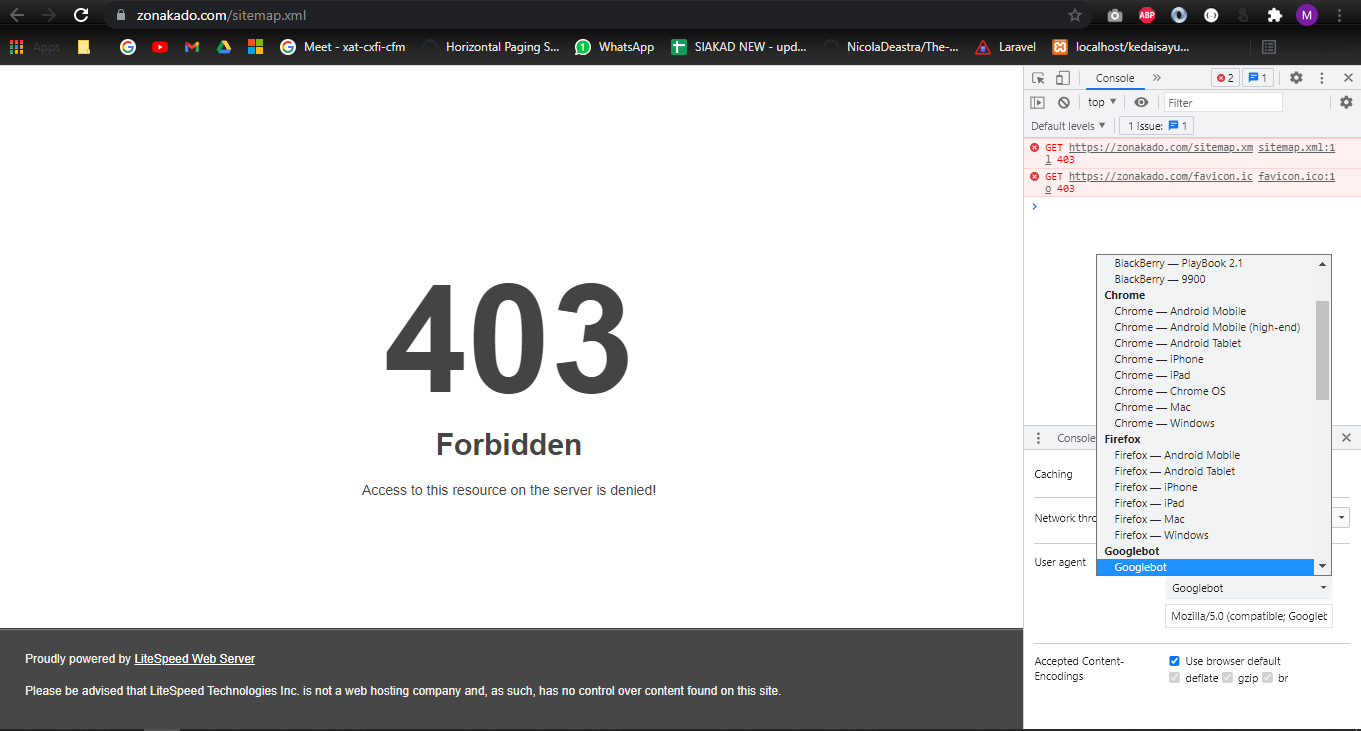 zonakado.com/sitemap.xml
ABP
M
Apps
Meet - xat-cxfi-cfm
Horizontal Paging S...
1 WhatsApp
SIAKAD NEW - upd...
NicolaDeastra/The-...
Laravel
localhost/kedaisayu...
403
Forbidden
Access to this resource on the server is denied!
Proudly powered by LiteSpeed Web Server
Please be advised that LiteSpeed Technologies Inc. is not a web hosting company and, as such, has no control over content found on this site.
Console
2
1
top
Filter
Default levels
1 Issue: 1
GET https://zonakado.com/sitemap.xm sitemap.xml:1
l 403
GET https://zonakado.com/favicon.ic favicon.ico:1
o 403
BlackBerry — PlayBook 2.1
BlackBerry — 9900
Chrome
Chrome — Android Mobile
Chrome — Android Mobile (high-end)
Chrome — Android Tablet
Chrome — iPhone
Chrome — iPad
Chrome — Chrome OS
Chrome — Mac
Chrome — Windows
Firefox
Firefox — Android Mobile
Firefox — Android Tablet
Firefox — iPhone
Firefox — iPad
Firefox — Mac
Firefox — Windows
Googlebot
Googlebot
Console
Caching
Network thro
User agent
Googlebot
Mozilla/5.0 (compatible; Googleb
Accepted Content-
Encodings
Use browser default
deflate gzip br